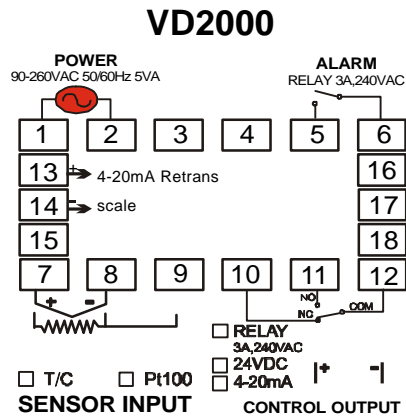 VD2000
POWER
90-260VAC 50/60Hz 5VA
ALARM
RELAY 3A,240VAC
1 2 3 4 5 6
13 + 4-20mA Retrans
14 - scale
15
16
17
18
7 8 9 10 11 12
+ -
NO
NC COM
RELAY
3A,240VAC
24VDC
4-20mA
+ -
T/C Pt100
SENSOR INPUT
CONTROL OUTPUT